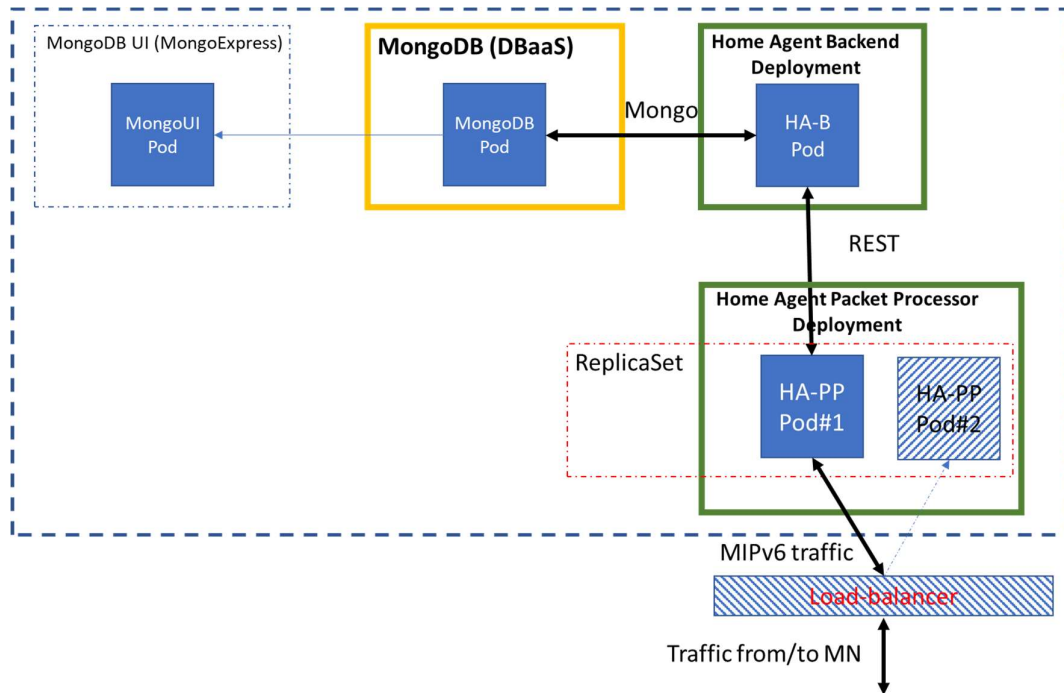 MongoDB UI (MongoExpress)
MongoUI
Pod
MongoDB (DBaaS)
MongoDB
Pod
Mongo
Home Agent Backend
Deployment
HA-B
Pod
REST
Home Agent Packet Processor
Deployment
ReplicaSet
HA-PP
Pod#1
HA-PP
Pod#2
MIPv6 traffic
Load-balancer
Traffic from/to MN